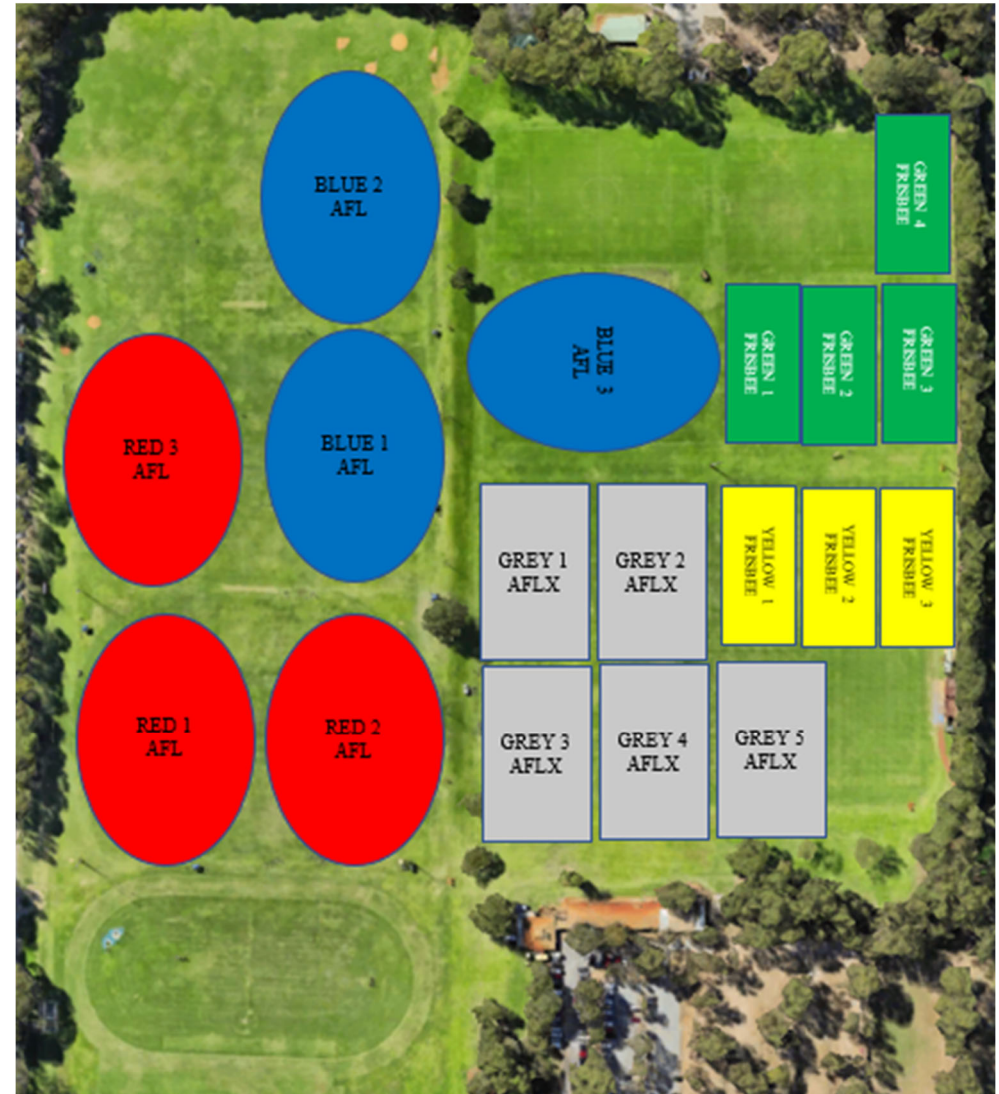 BLUE 2
AFL
GREEN 4
FRISBEE
BLUE 3
AFL
GREEN 1
FRISBEE
GREEN 2
FRISBEE
GREEN 3
FRISBEE
RED 3
AFL
BLUE 1
AFL
GREY 1
AFLX
GREY 2
AFLX
YELLOW 1
FRISBEE
YELLOW 2
FRISBEE
YELLOW 3
FRISBEE
RED 1
AFL
RED 2
AFL
GREY 3
AFLX
GREY 4
AFLX
GREY 5
AFLX